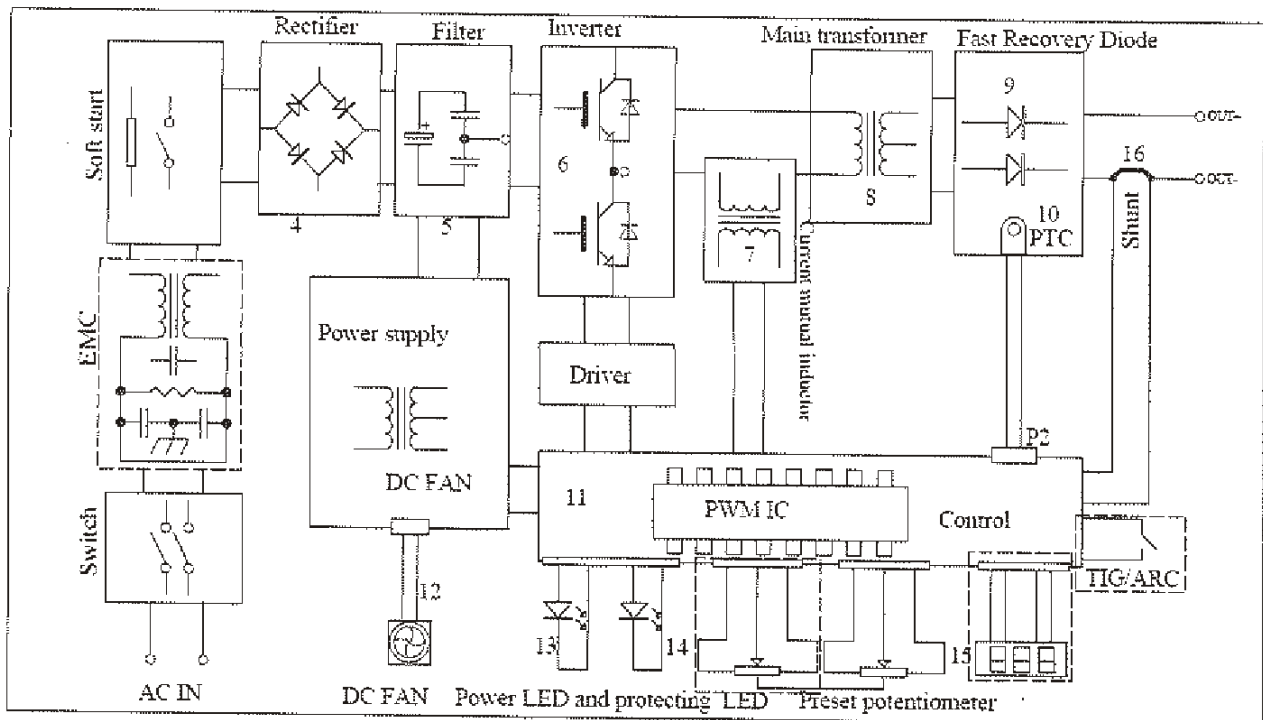 Rectifier
Filter
Inverter
Main transformer
Fast Recovery Diode
Soft start
4
5
6
7
8
9
10
PTC
OUT-
16
OUT-
Shunt
Current mutual inductor
EMC
Power supply
Driver
P2
DC FAN
11
PWM IC
Control
Switch
TIG/ARC
12
13
14
15
AC IN
DC FAN
Power LED and protecting LED
Preset potentiometer